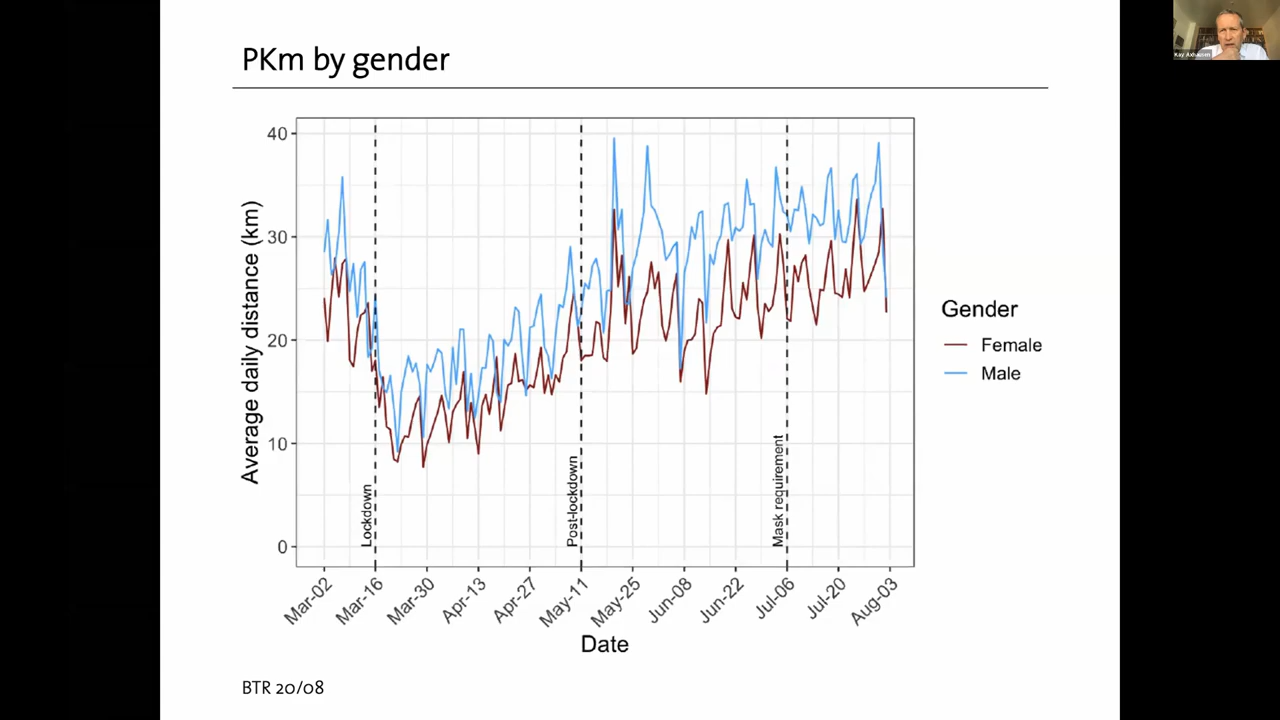 PKm by gender
Kay Axhausen
40
30
20
10
0
Average daily distance (km)
Lockdown
Post-lockdown
Mask requirement
Mar-02
Mar-16
Mar-30
Apr-13
Apr-27
May-11
May-25
Jun-08
Jun-22
Jul-06
Jul-20
Aug-03
Date
Gender
Female
Male
BTR 20/08